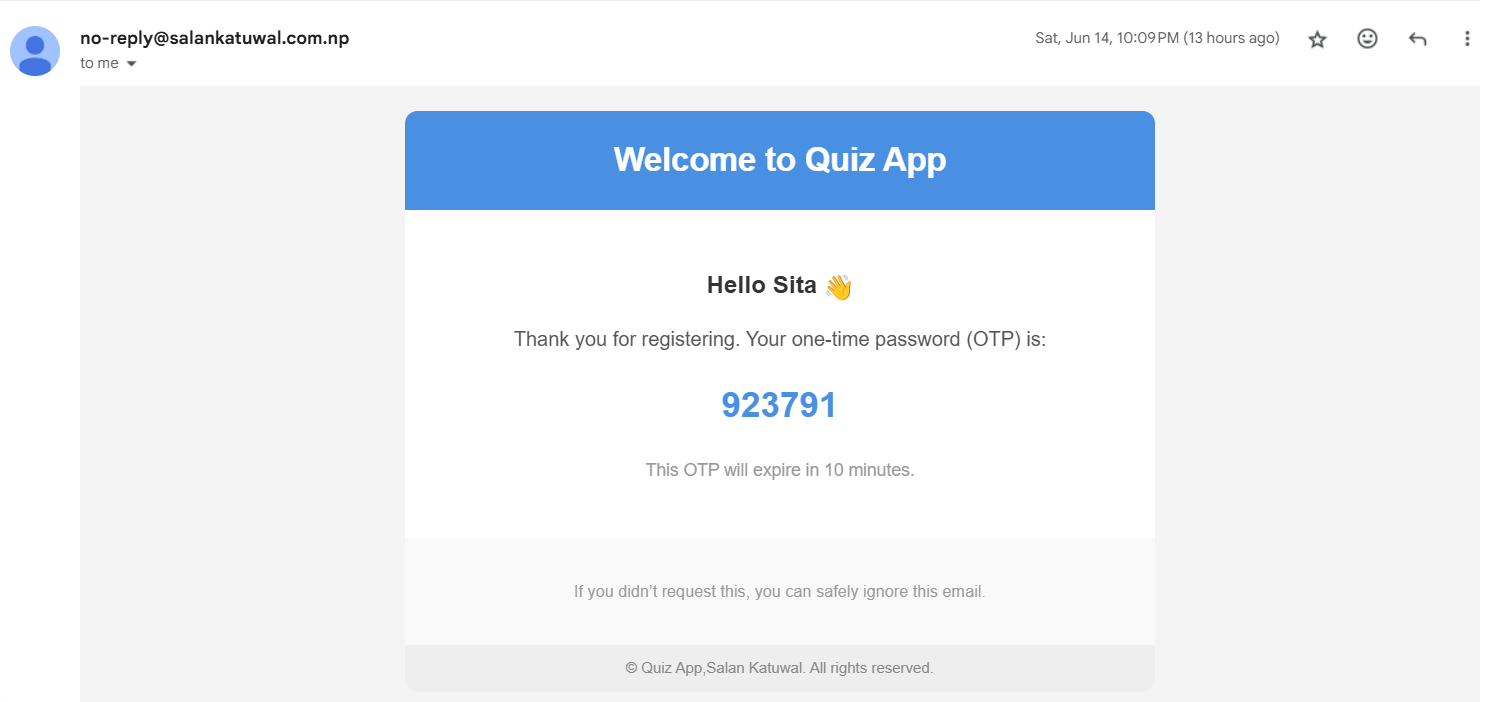 no-reply@salankatuwal.com.np
Sat, Jun 14, 10:09 PM (13 hours ago)
to me
Welcome to Quiz App
Hello Sita 👋
Thank you for registering. Your one-time password (OTP) is:
923791
This OTP will expire in 10 minutes.
If you didn’t request this, you can safely ignore this email.
© Quiz App,Salan Katuwal. All rights reserved.